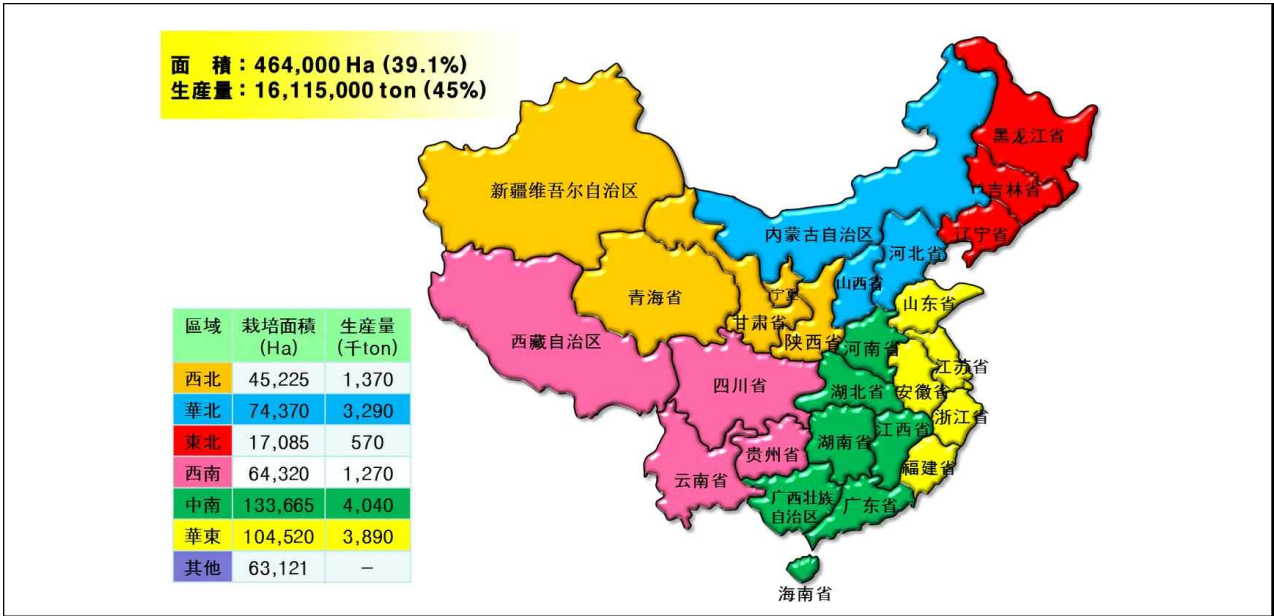 面　積：464,000 Ha (39.1%)
生産量：16,115,000 ton (45%)
黑龙江省
吉林省
辽宁省
新疆维吾尔自治区
内蒙古自治区
河北省
山西省
宁夏
青海省
甘肃省
陕西省
山东省
西藏自治区
河南省
江苏省
四川省
湖北省
安徽省
浙江省
湖南省
江西省
贵州省
福建省
云南省
广西壮族
自治区
广东省
海南省
區域 栽培面積 生産量
(Ha) (千ton)
西北 45,225 1,370
華北 74,370 3,290
東北 17,085 570
西南 64,320 1,270
中南 133,665 4,040
華東 104,520 3,890
其他 63,121 －